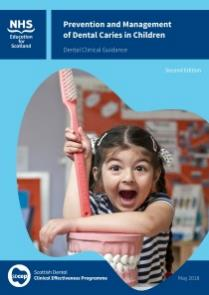 NHS
Education
for
Scotland
Prevention and Management
of Dental Caries in Children
Dental Clinical Guidance
Second Edition
sdcep
Scottish Dental
Clinical Effectiveness Programme
May 2018